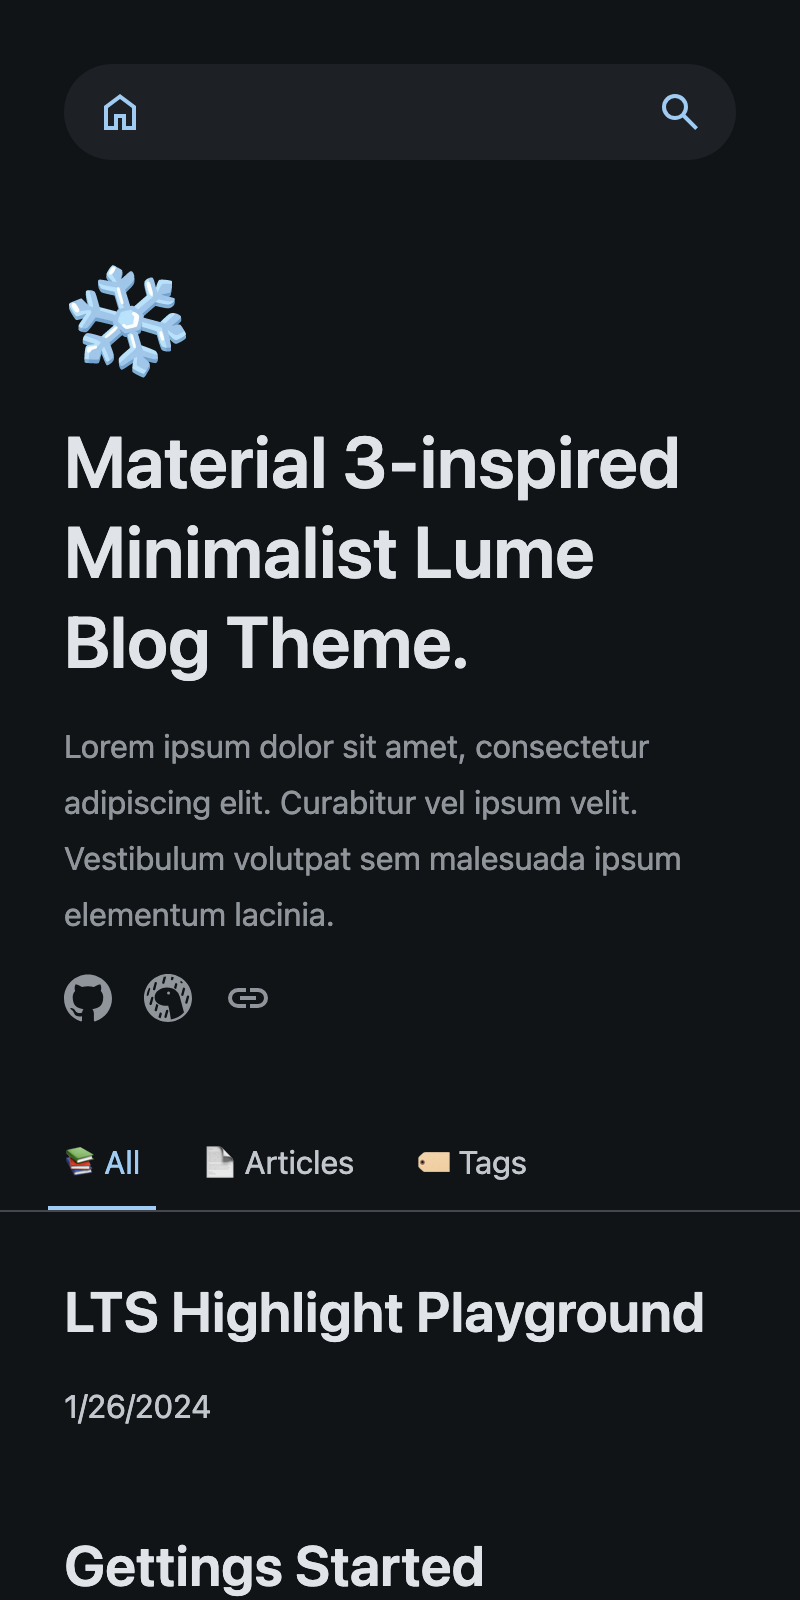 Material 3-inspired
Minimalist Lume
Blog Theme.
Lorem ipsum dolor sit amet, consectetur
adipiscing elit. Curabitur vel ipsum velit.
Vestibulum volutpat sem malesuada ipsum
elementum lacinia.
📚 All 📄 Articles 🏷️ Tags
LTS Highlight Playground
1/26/2024
Gettings Started